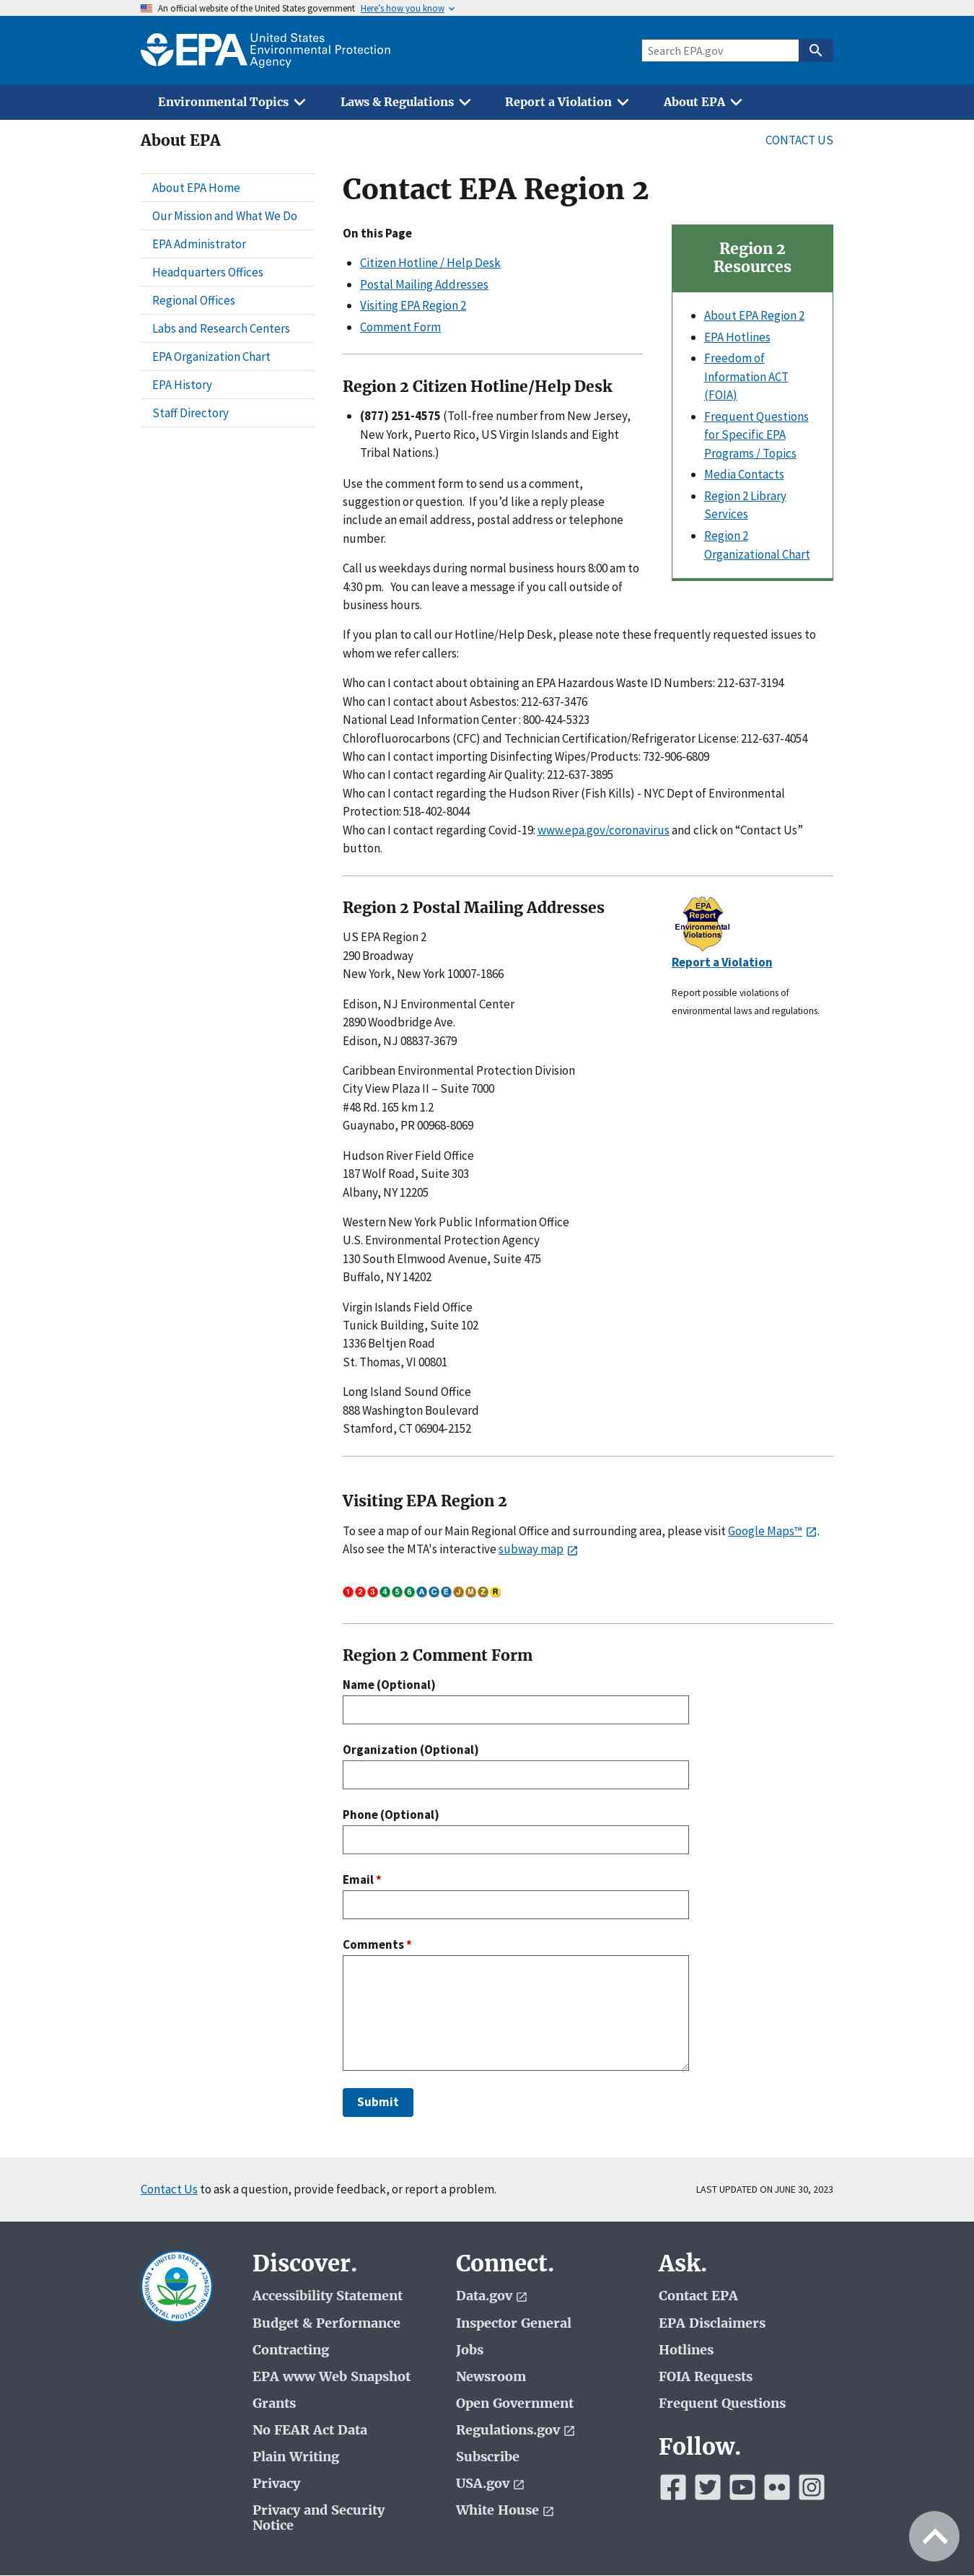 An official website of the United States government Here's how you know
EPA United States
Environmental Protection
Agency
Search EPA.gov
Environmental Topics Laws & Regulations Report a Violation About EPA
About EPA
CONTACT US
About EPA Home
Our Mission and What We Do
EPA Administrator
Headquarters Offices
Regional Offices
Labs and Research Centers
EPA Organization Chart
EPA History
Staff Directory
Contact EPA Region 2
On this Page
Citizen Hotline / Help Desk
Postal Mailing Addresses
Visiting EPA Region 2
Comment Form
Region 2
Resources
About EPA Region 2
EPA Hotlines
Freedom of
Information ACT
(FOIA)
Frequent Questions
for Specific EPA
Programs / Topics
Media Contacts
Region 2 Library
Services
Region 2
Organizational Chart
Region 2 Citizen Hotline/Help Desk
(877) 251-4575 (Toll-free number from New Jersey,
New York, Puerto Rico, US Virgin Islands and Eight
Tribal Nations.)
Use the comment form to send us a comment,
suggestion or question. If you'd like a reply please
include an email address, postal address or telephone
number.
Call us weekdays during normal business hours 8:00 am to
4:30 pm. You can leave a message if you call outside of
business hours.
If you plan to call our Hotline/Help Desk, please note these frequently requested issues to
whom we refer callers:
Who can I contact about obtaining an EPA Hazardous Waste ID Numbers: 212-637-3194
Who can I contact about Asbestos: 212-637-3476
National Lead Information Center : 800-424-5323
Chlorofluorocarbons (CFC) and Technician Certification/Refrigerator License: 212-637-4054
Who can I contact importing Disinfecting Wipes/Products: 732-906-6809
Who can I contact regarding Air Quality: 212-637-3895
Who can I contact regarding the Hudson River (Fish Kills) - NYC Dept of Environmental
Protection: 518-402-8044
Who can I contact regarding Covid-19: www.epa.gov/coronavirus and click on “Contact Us”
button.
Region 2 Postal Mailing Addresses
US EPA Region 2
290 Broadway
New York, New York 10007-1866
Edison, NJ Environmental Center
2890 Woodbridge Ave.
Edison, NJ 08837-3679
Caribbean Environmental Protection Division
City View Plaza II – Suite 7000
#48 Rd. 165 km 1.2
Guaynabo, PR 00968-8069
Hudson River Field Office
187 Wolf Road, Suite 303
Albany, NY 12205
Western New York Public Information Office
U.S. Environmental Protection Agency
130 South Elmwood Avenue, Suite 475
Buffalo, NY 14202
Virgin Islands Field Office
Tunick Building, Suite 102
1336 Beltjen Road
St. Thomas, VI 00801
Long Island Sound Office
888 Washington Boulevard
Stamford, CT 06904-2152
EPA
Report
Environmental
Violations
Report a Violation
Report possible violations of
environmental laws and regulations.
Visiting EPA Region 2
To see a map of our Main Regional Office and surrounding area, please visit Google Maps™.
Also see the MTA's interactive subway map
1 2 3 4 5 6 A C E J M Z R
Region 2 Comment Form
Name (Optional)
Organization (Optional)
Phone (Optional)
Email *
Comments *
Submit
Contact Us to ask a question, provide feedback, or report a problem.
LAST UPDATED ON JUNE 30, 2023
UNITED STATES ENVIRONMENTAL PROTECTION AGENCY
Discover.
Accessibility Statement
Budget & Performance
Contracting
EPA www Web Snapshot
Grants
No FEAR Act Data
Plain Writing
Privacy
Privacy and Security
Notice
Connect.
Data.gov
Inspector General
Jobs
Newsroom
Open Government
Regulations.gov
Subscribe
USA.gov
White House
Ask.
Contact EPA
EPA Disclaimers
Hotlines
FOIA Requests
Frequent Questions
Follow.